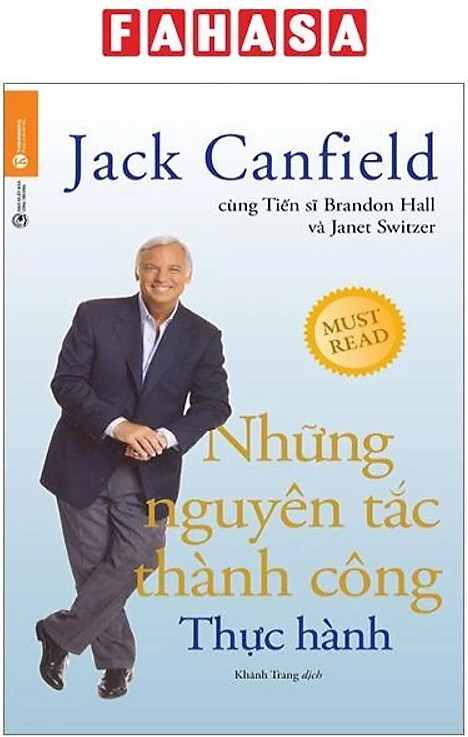 FAHASA
Jack Canfield
cùng Tiến sĩ Brandon Hall
và Janet Switzer
MUST
READ
Những
nguyên tắc
thành công
Thực hành
Khánh Trang dịch